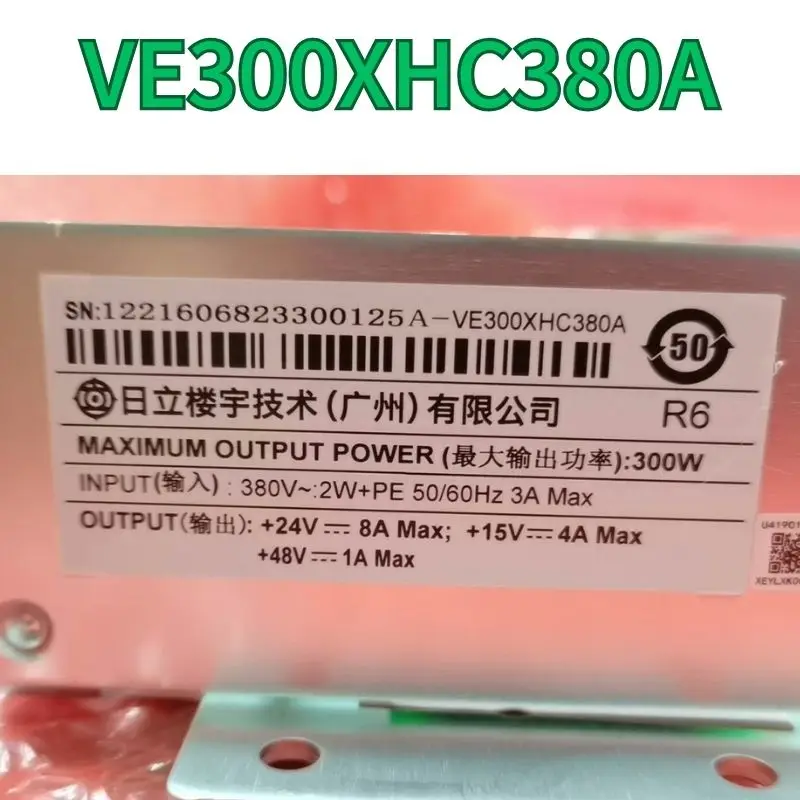 VE300XHC380A
SN:1221606823300125A-VE300XHC380A
50
日立楼宇技术(广州)有限公司 R6
MAXIMUM OUTPUT POWER (最大输出功率):300W
INPUT(输入) : 380V~:2W+PE 50/60Hz 3A Max
OUTPUT(输出): +24V⎓ 8A Max; +15V⎓4A Max
+48V⎓1A Max